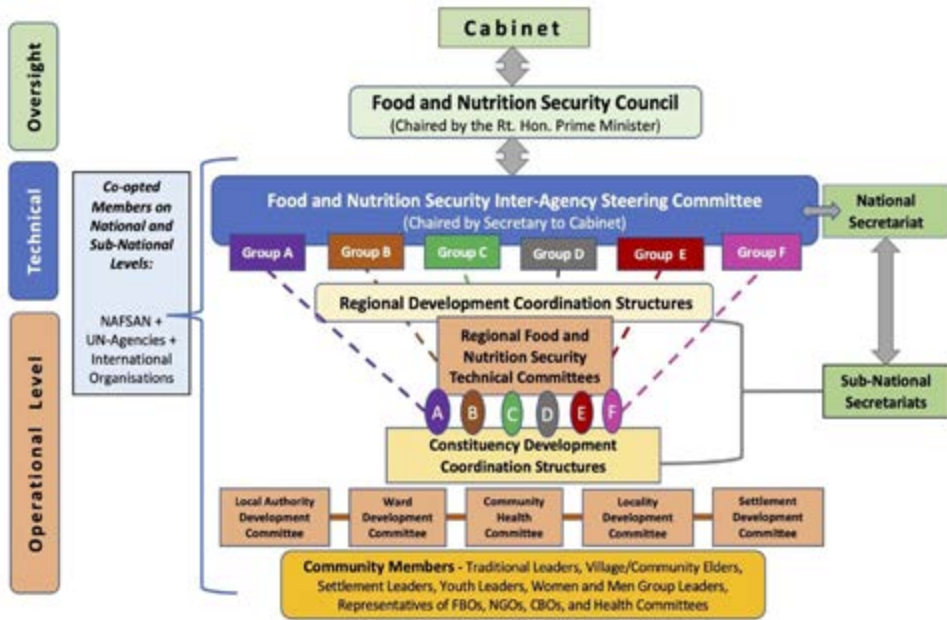 Cabinet
Oversight
Food and Nutrition Security Council
(Chaired by the Rt. Hon. Prime Minister)
Technical
Co-opted
Members on
National and
Sub-National
Levels:
NAFSAN +
UN-Agencies +
International
Organisations
Food and Nutrition Security Inter-Agency Steering Committee
(Chaired by Secretary to Cabinet)
National
Secretariat
Group A
Group B
Group C
Group D
Group E
Group F
Regional Development Coordination Structures
Operational Level
Regional Food and
Nutrition Security
Technical Committees
Sub-National
Secretariats
A
B
C
D
E
F
Constituency Development
Coordination Structures
Local Authority
Development
Committee
Ward
Development
Committee
Community
Health
Committee
Locality
Development
Committee
Settlement
Development
Committee
Community Members - Traditional Leaders, Village/Community Elders,
Settlement Leaders, Youth Leaders, Women and Men Group Leaders,
Representatives of FBOs, NGOs, CBOs, and Health Committees